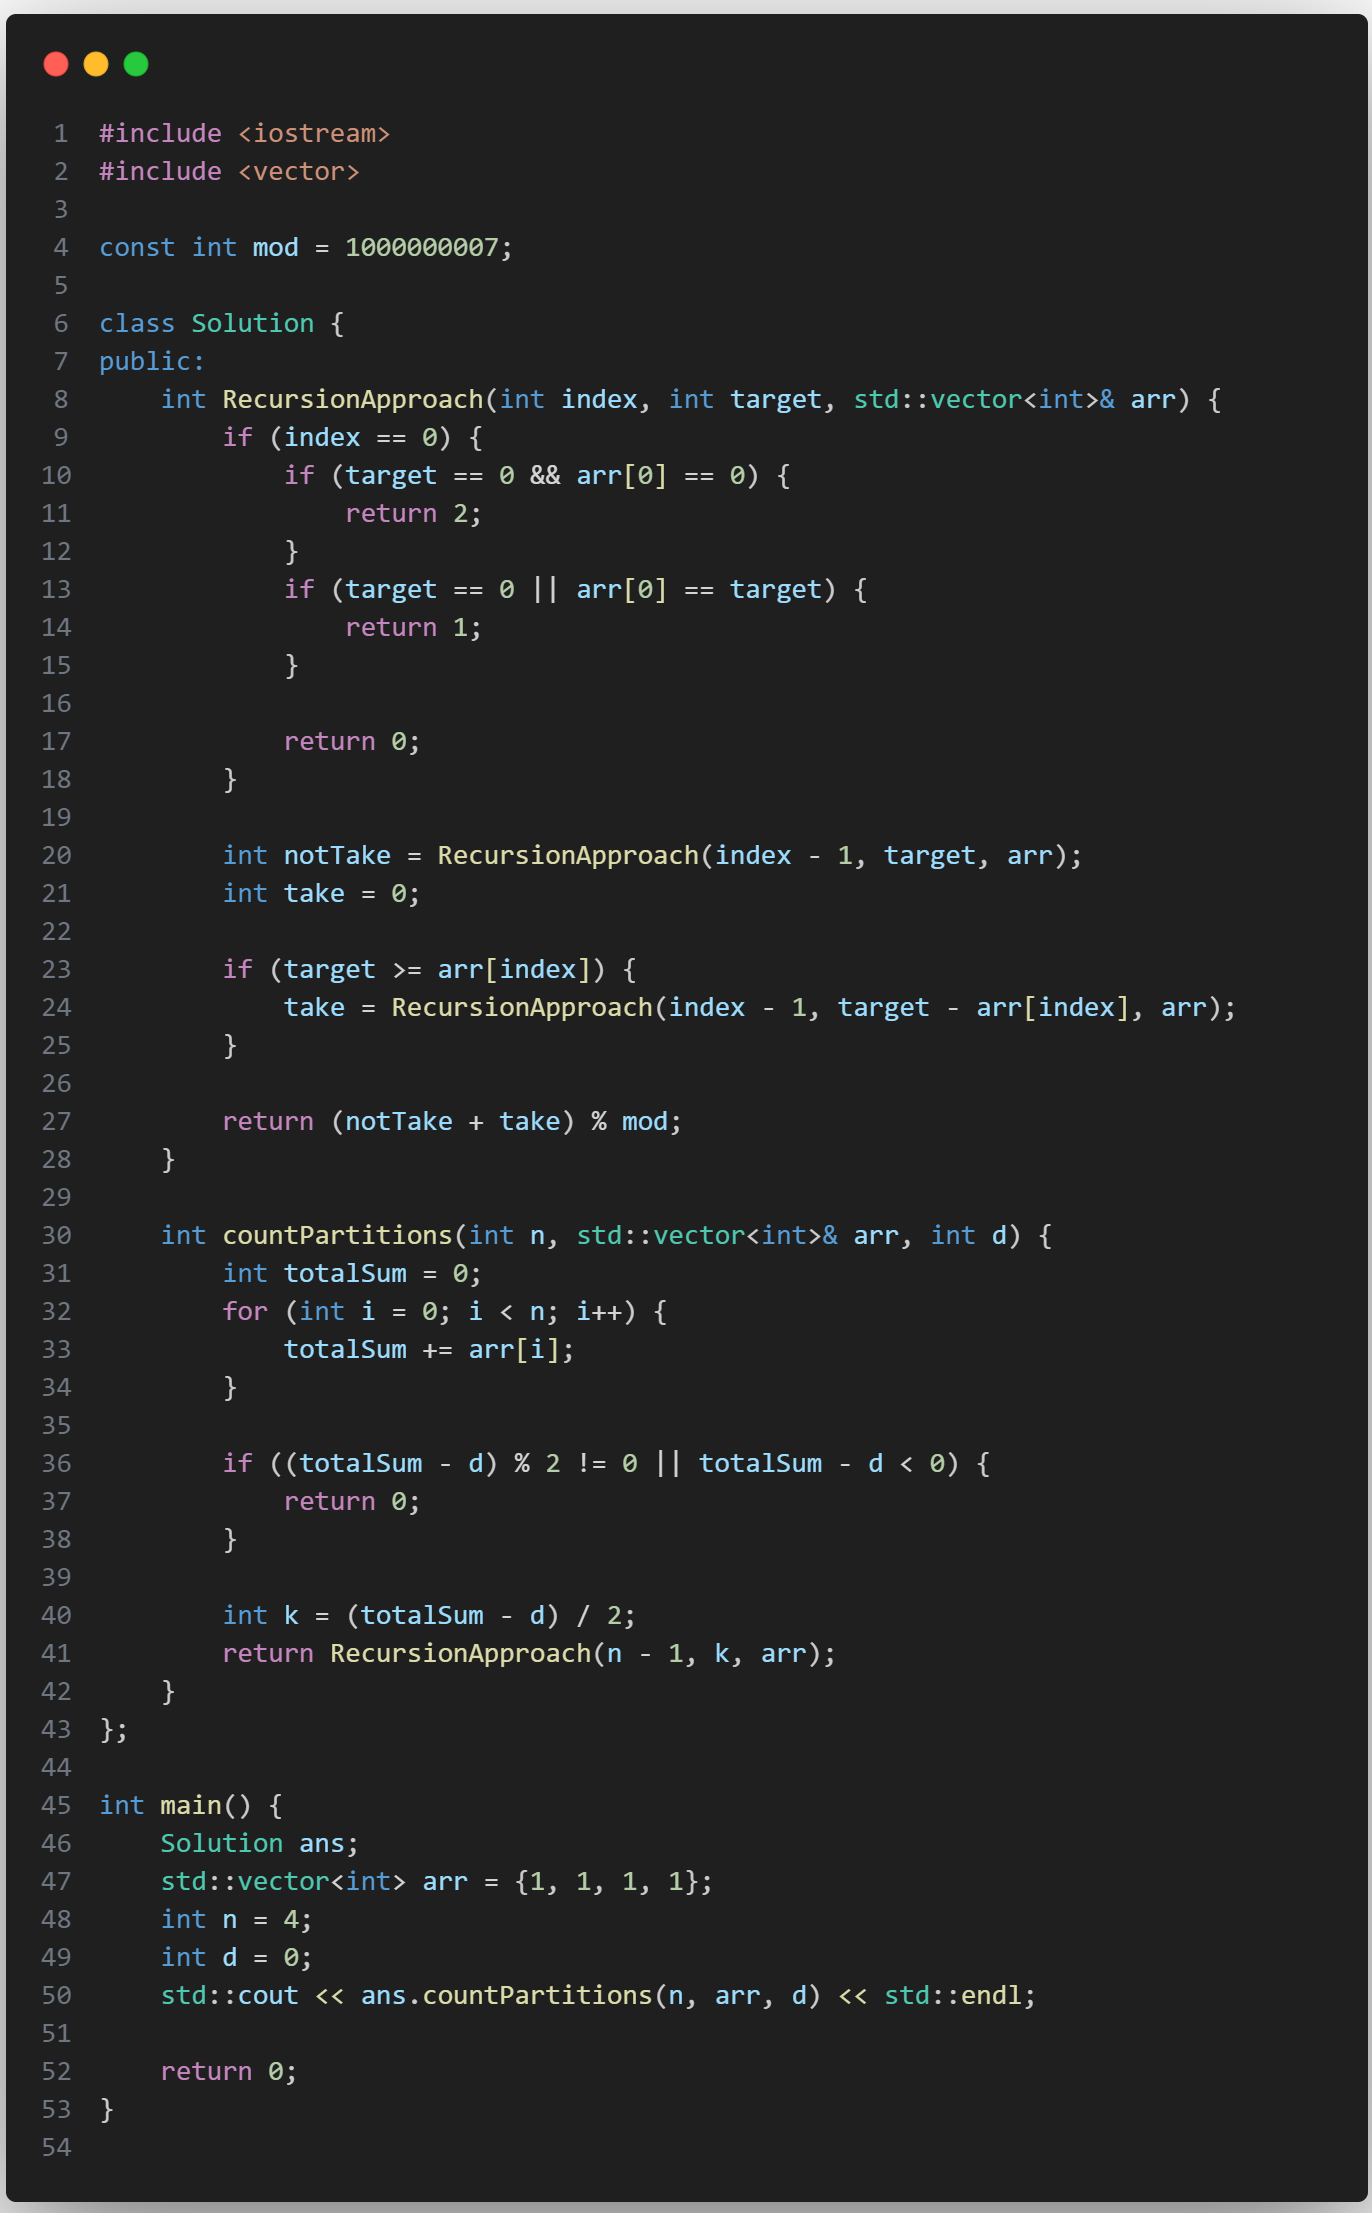 1 #include <iostream>
2 #include <vector>
3
4 const int mod = 1000000007;
5
6 class Solution {
7 public:
8     int RecursionApproach(int index, int target, std::vector<int>& arr) {
9         if (index == 0) {
10             if (target == 0 && arr[0] == 0) {
11                 return 2;
12             }
13             if (target == 0 || arr[0] == target) {
14                 return 1;
15             }
16
17             return 0;
18         }
19
20         int notTake = RecursionApproach(index - 1, target, arr);
21         int take = 0;
22
23         if (target >= arr[index]) {
24             take = RecursionApproach(index - 1, target - arr[index], arr);
25         }
26
27         return (notTake + take) % mod;
28     }
29
30     int countPartitions(int n, std::vector<int>& arr, int d) {
31         int totalSum = 0;
32         for (int i = 0; i < n; i++) {
33             totalSum += arr[i];
34         }
35
36         if ((totalSum - d) % 2 != 0 || totalSum - d < 0) {
37             return 0;
38         }
39
40         int k = (totalSum - d) / 2;
41         return RecursionApproach(n - 1, k, arr);
42     }
43 };
44
45 int main() {
46     Solution ans;
47     std::vector<int> arr = {1, 1, 1, 1};
48     int n = 4;
49     int d = 0;
50     std::cout << ans.countPartitions(n, arr, d) << std::endl;
51
52     return 0;
53 }
54